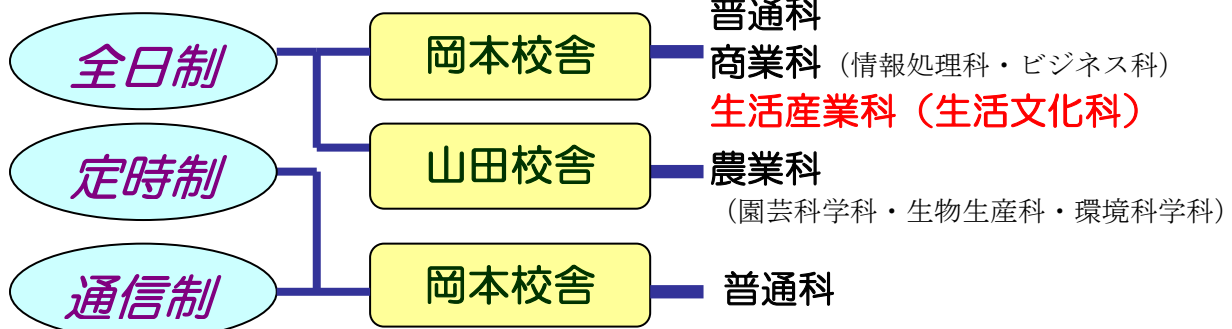 普通科
全日制
岡本校舎
商業科（情報処理科・ビジネス科）
生活産業科（生活文化科）
定時制
山田校舎
農業科
（園芸科学科・生物生産科・環境科学科）
通信制
岡本校舎
普通科